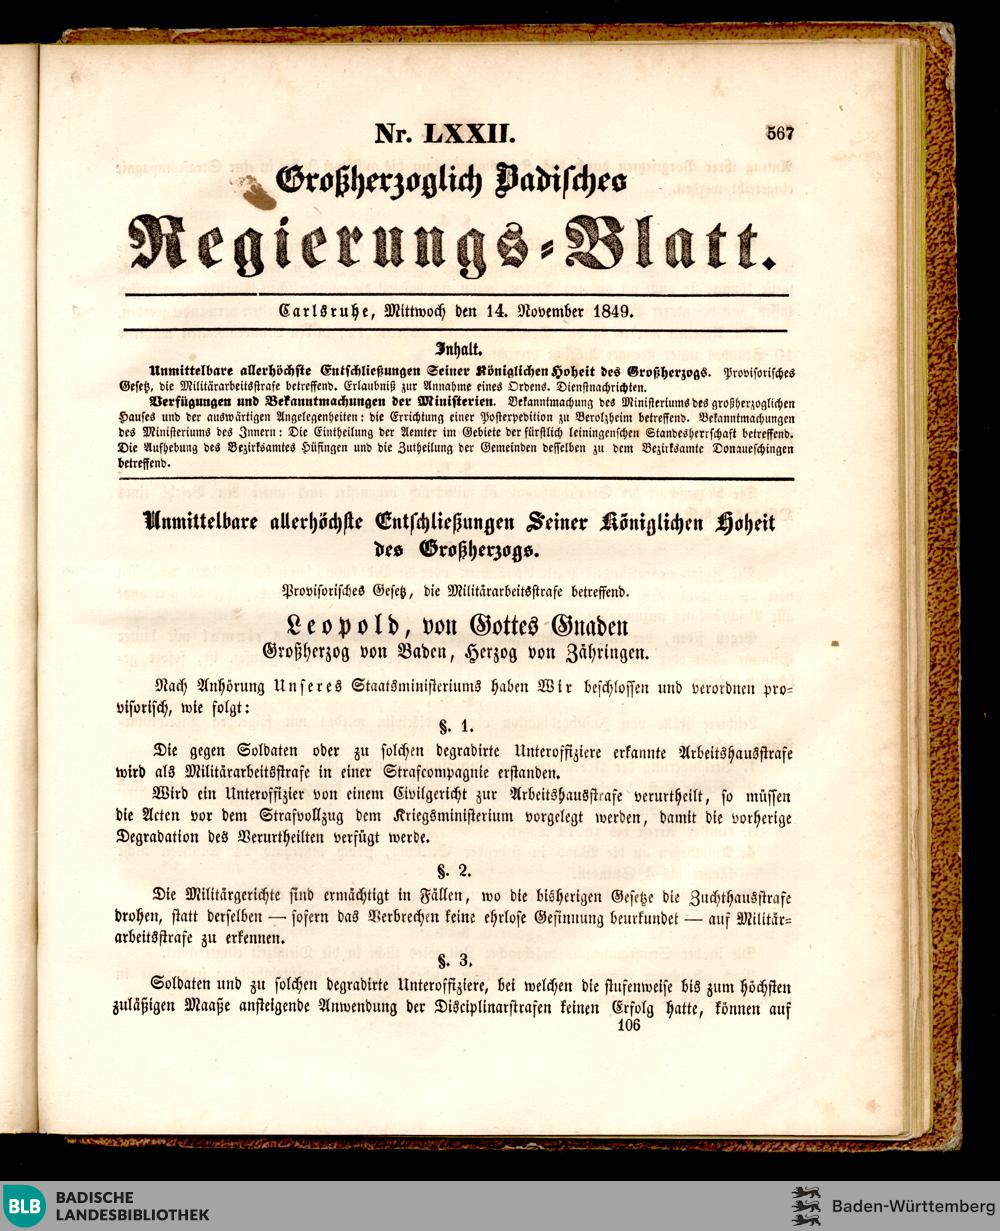 Nr. LXXII.
567
Großherzoglich Badisches
Regierungs-Blatt.
Carlsruhe, Mittwoch den 14. November 1849.
Inhalt.
Unmittelbare allerhöchste Entschließungen Seiner Königlichen Hoheit des Großherzogs. Provisorisches
Gesetz, die Militärarbeitsstrafe betreffend. Erlaubniß zur Annahme eines Ordens. Dienstnachrichten.
Verfügungen und Bekanntmachungen der Ministerien. Bekanntmachung des Ministeriums des großherzoglichen
Hauses und der auswärtigen Angelegenheiten: die Errichtung einer Postexpedition zu Berolzheim betreffend. Bekanntmachungen
des Ministeriums des Innern: Die Eintheilung der Aemter im Gebiete der fürstlich leiningenschen Standesherrschaft betreffend.
Die Aufhebung des Bezirksamtes Hüfingen und die Zutheilung der Gemeinden desselben zu dem Bezirksamte Donaueschingen
betreffend.
Unmittelbare allerhöchste Entschließungen Seiner Königlichen Hoheit
des Großherzogs.
Provisorisches Gesetz, die Militärarbeitsstrafe betreffend.
Leopold, von Gottes Gnaden
Großherzog von Baden, Herzog von Zähringen.
Nach Anhörung Unseres Staatsministeriums haben Wir beschlossen und verordnen pro-
visorisch, wie folgt:
§. 1.
Die gegen Soldaten oder zu solchen degradirte Unteroffiziere erkannte Arbeitshausstrafe
wird als Militärarbeitsstrafe in einer Strafcompagnie erstanden.
Wird ein Unteroffizier von einem Civilgericht zur Arbeitshausstrafe verurtheilt, so müssen
die Acten vor dem Strafvollzug dem Kriegsministerium vorgelegt werden, damit die vorherige
Degradation des Verurtheilten verfügt werde.
§. 2.
Die Militärgerichte sind ermächtigt in Fällen, wo die bisherigen Gesetze die Zuchthausstrafe
drohen, statt derselben — sofern das Verbrechen keine ehrlose Gesinnung beurkundet — auf Militär-
arbeitsstrafe zu erkennen.
§. 3.
Soldaten und zu solchen degradirte Unteroffiziere, bei welchen die stufenweise bis zum höchsten
zuläßigen Maaße ansteigende Anwendung der Disciplinarstrafen keinen Erfolg hatte, können auf
106
BLB BADISCHE
LANDESBIBLIOTHEK
Baden-Württemberg